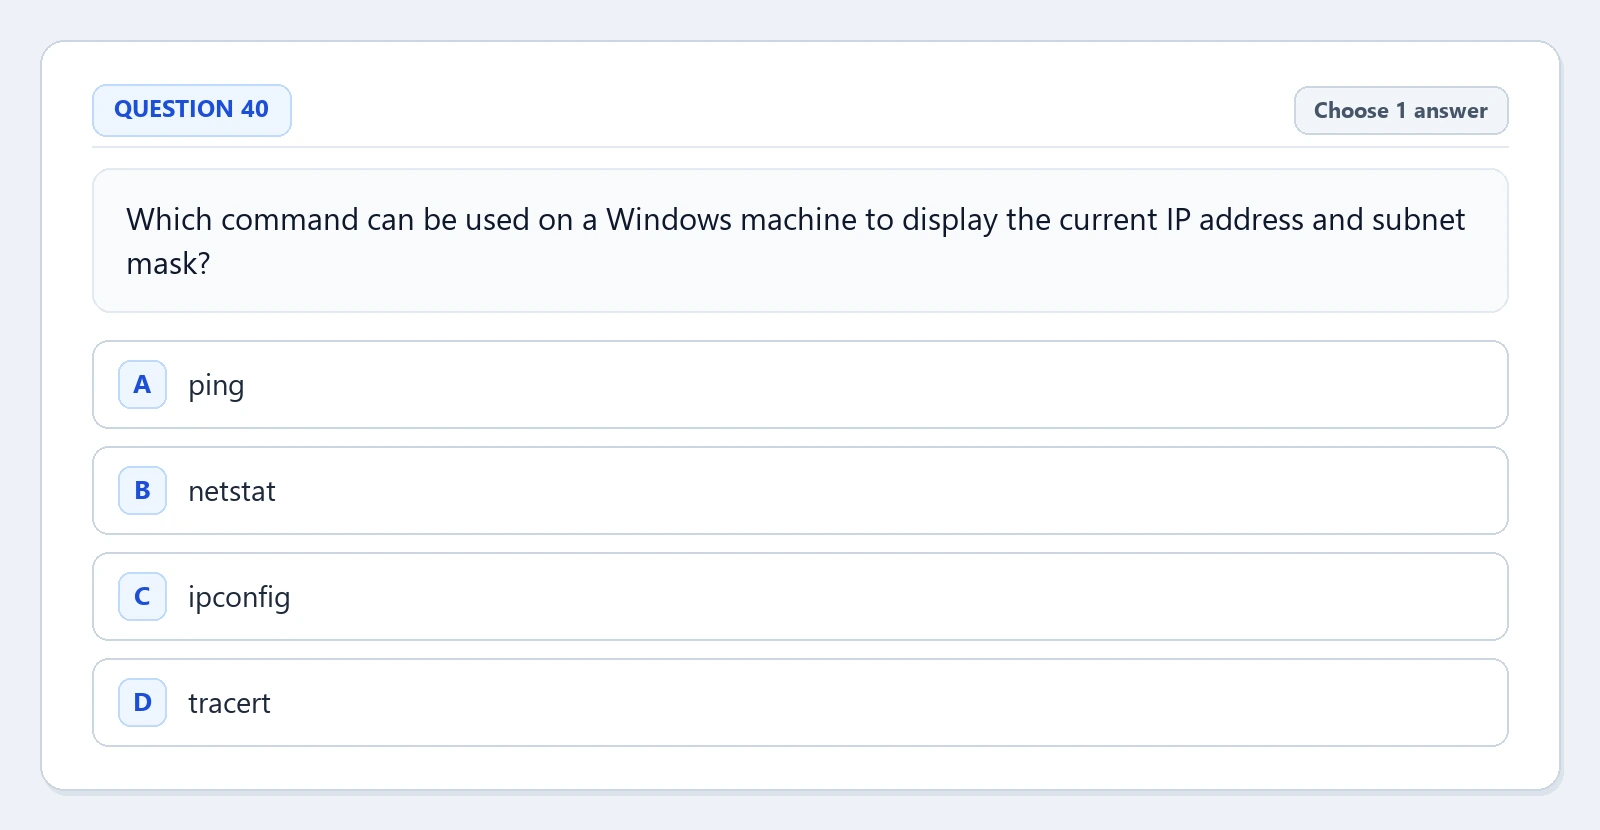 QUESTION 40
Choose 1 answer
Which command can be used on a Windows machine to display the current IP address and subnet
mask?
A ping
B netstat
C ipconfig
D tracert